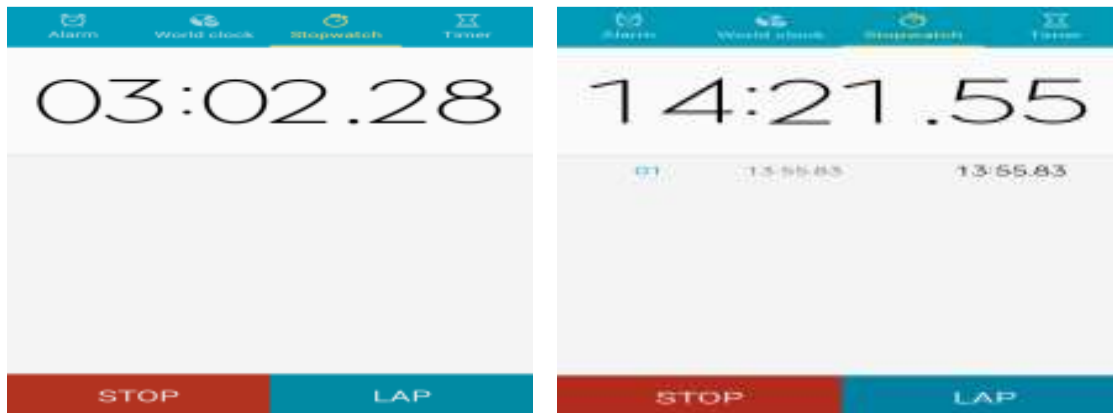 Alarm World clock Stopwatch Timer
03:02.28
STOP LAP
Alarm World clock Stopwatch Timer
14:21.55
01 13:55.83 13:55.83
STOP LAP